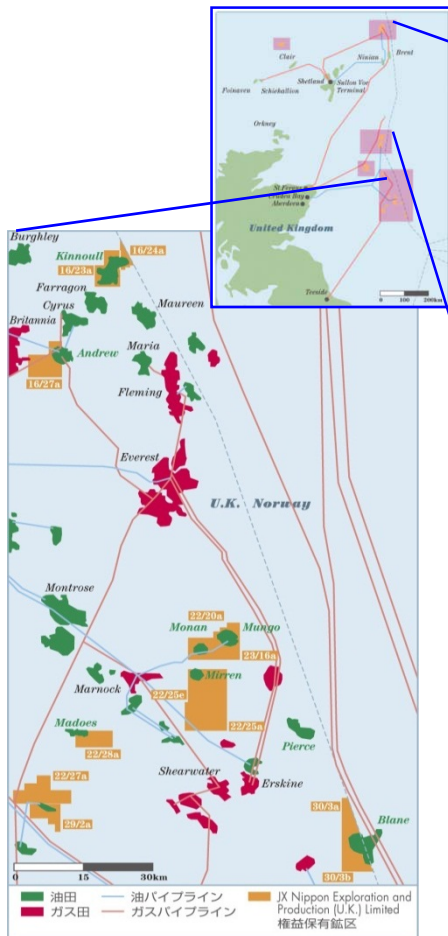 Clair
Foinaven
Schiehallion
Shetland
Ninian
Brent
Sullom Voe
Terminal
Orkney
St Fergus
Cruden Bay
Aberdeen
United Kingdom
Teeside
0 100 200km
Burghley
Kinnoull
16/24a
16/23a
Farragon
Cyrus
Maureen
Britannia
Andrew
Maria
16/27a
Fleming
Everest
U.K. Norway
Montrose
22/20a
Monan
Mungo
23/16a
Mirren
Marnock
22/25e
22/25a
Madoes
22/28a
Pierce
Shearwater
Erskine
22/27a
29/2a
30/3a
Blane
30/3b
0 15 30km
油田
油パイプライン
JX Nippon Exploration and
Production (U.K.) Limited
ガス田
ガスパイプライン
権益保有鉱区